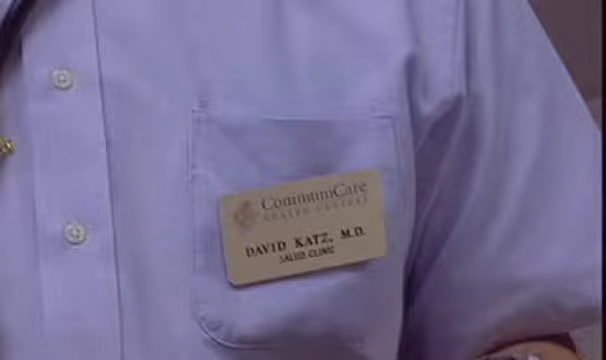 CommuniCare
HEALTH CENTERS
DAVID KATZ, M.D.
SALUD CLINIC